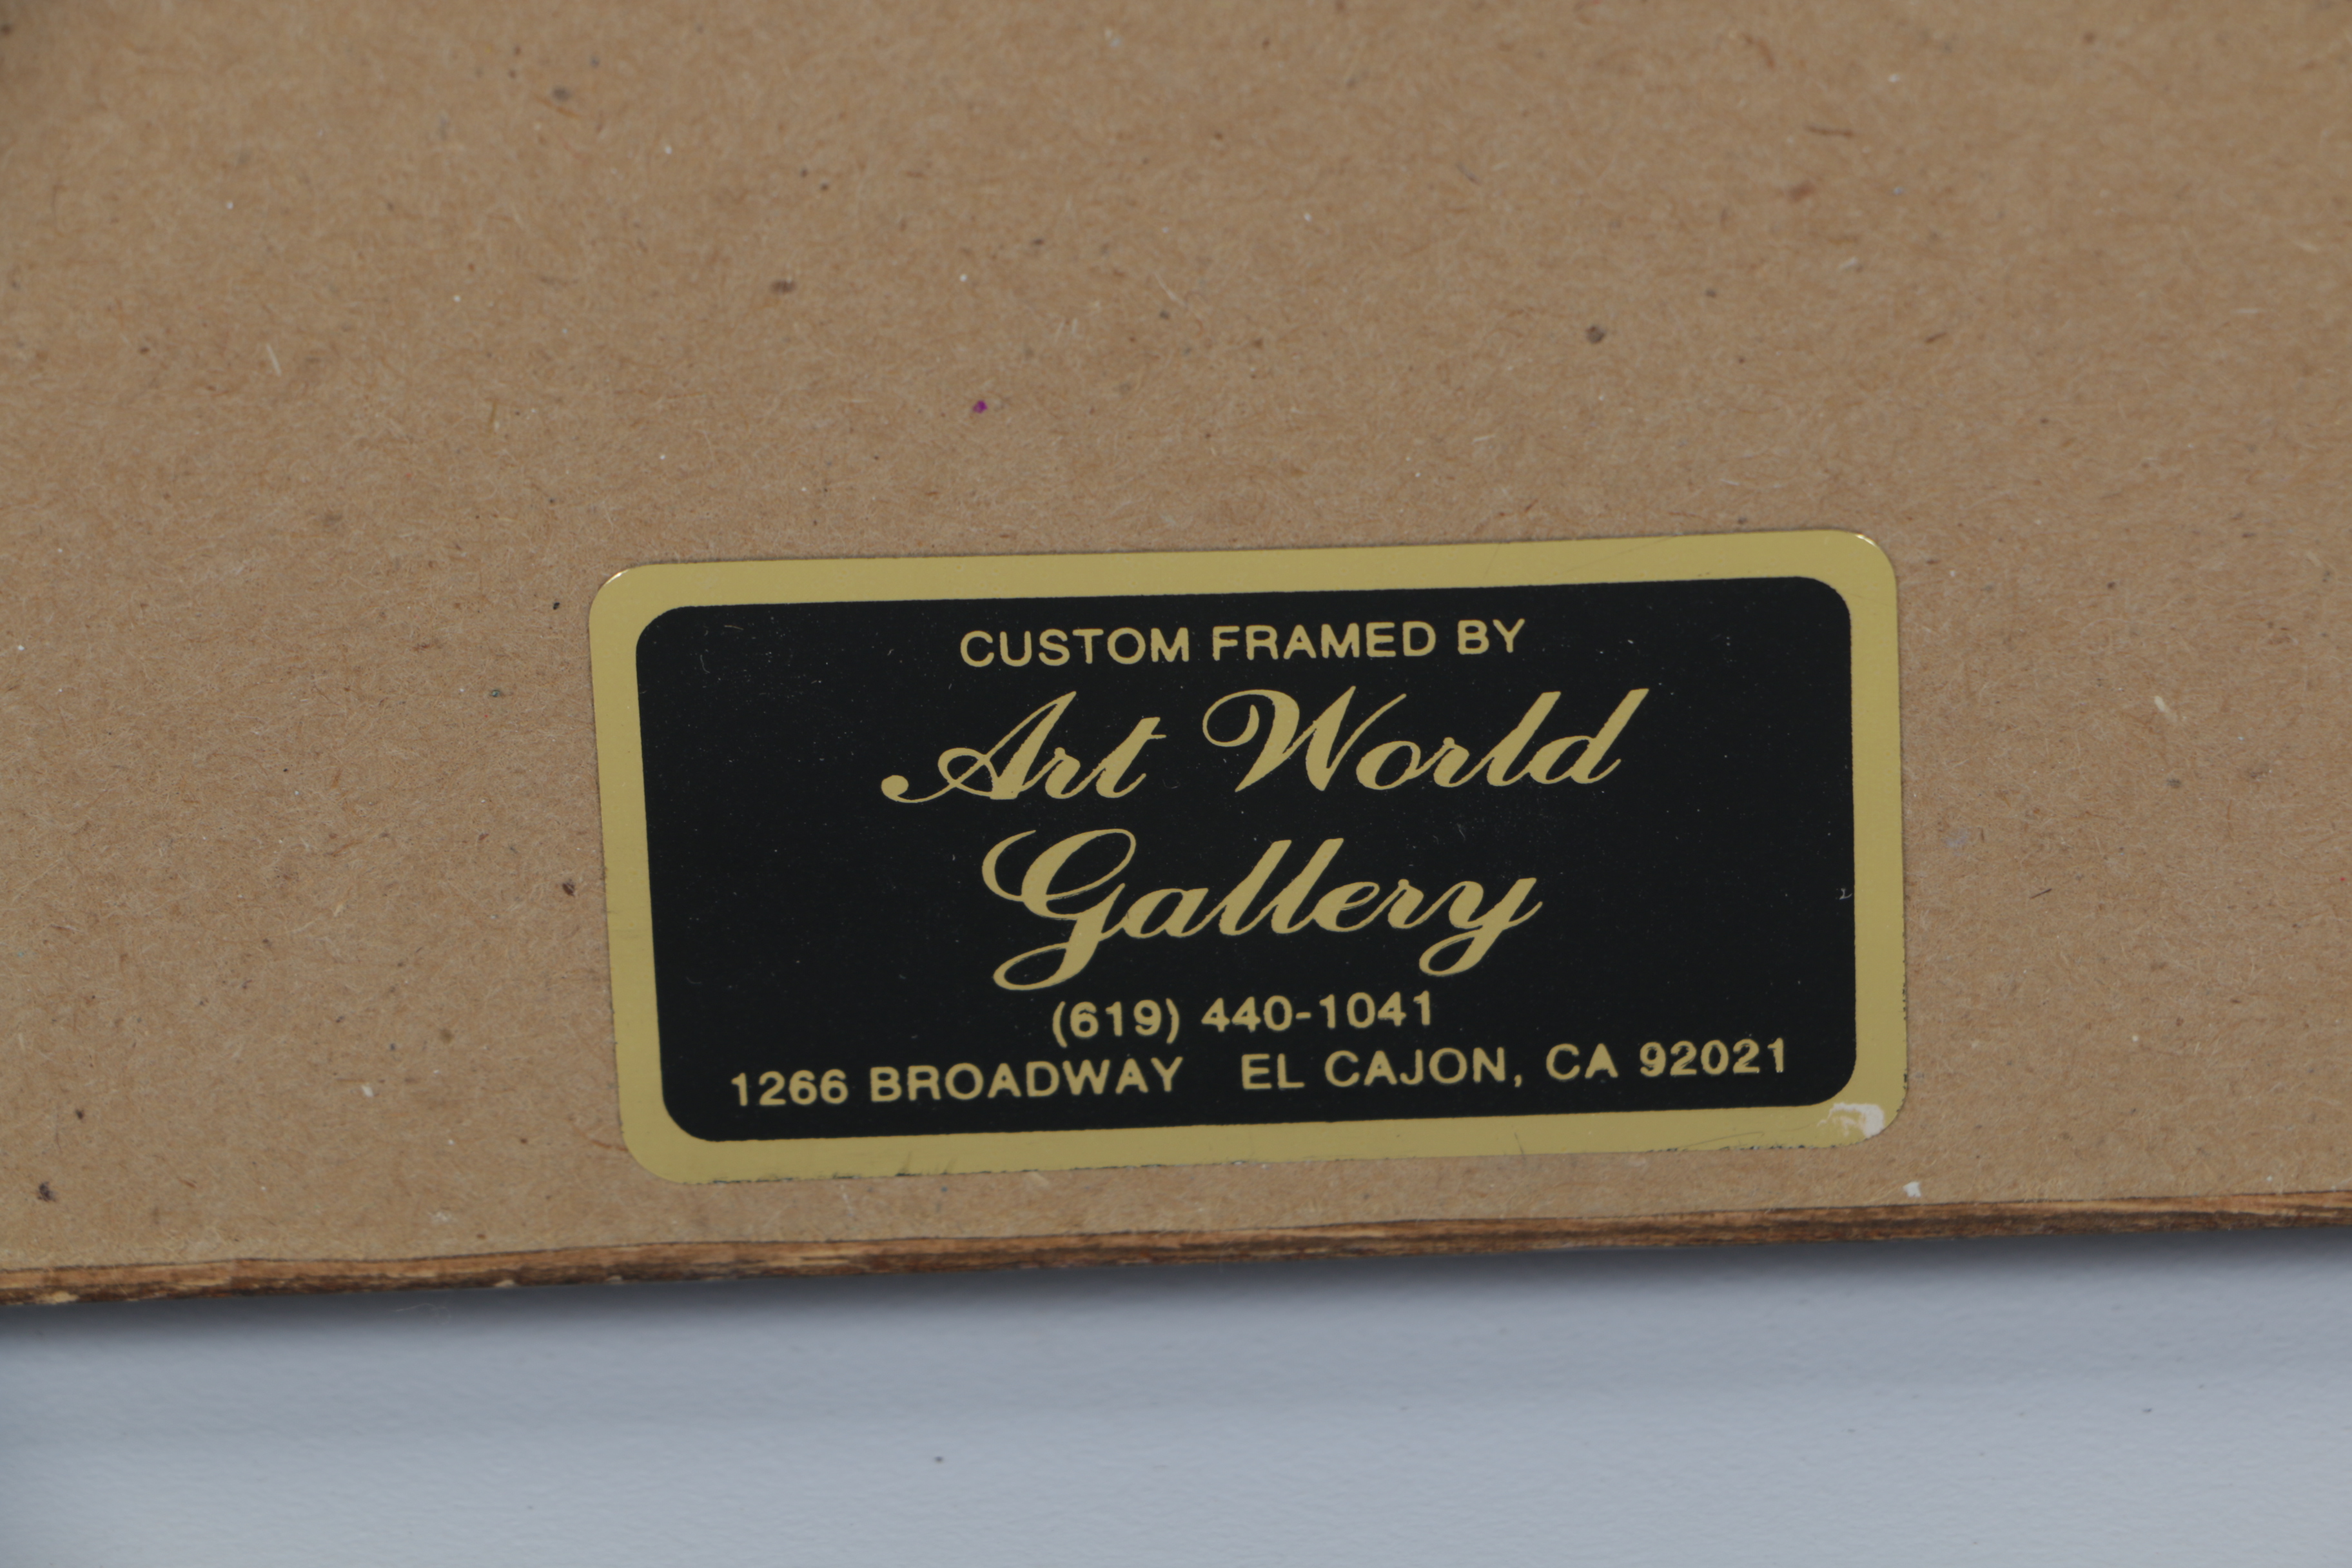 CUSTOM FRAMED BY
Art World
Gallery
(619) 440-1041
1266 BROADWAY EL CAJON, CA 92021